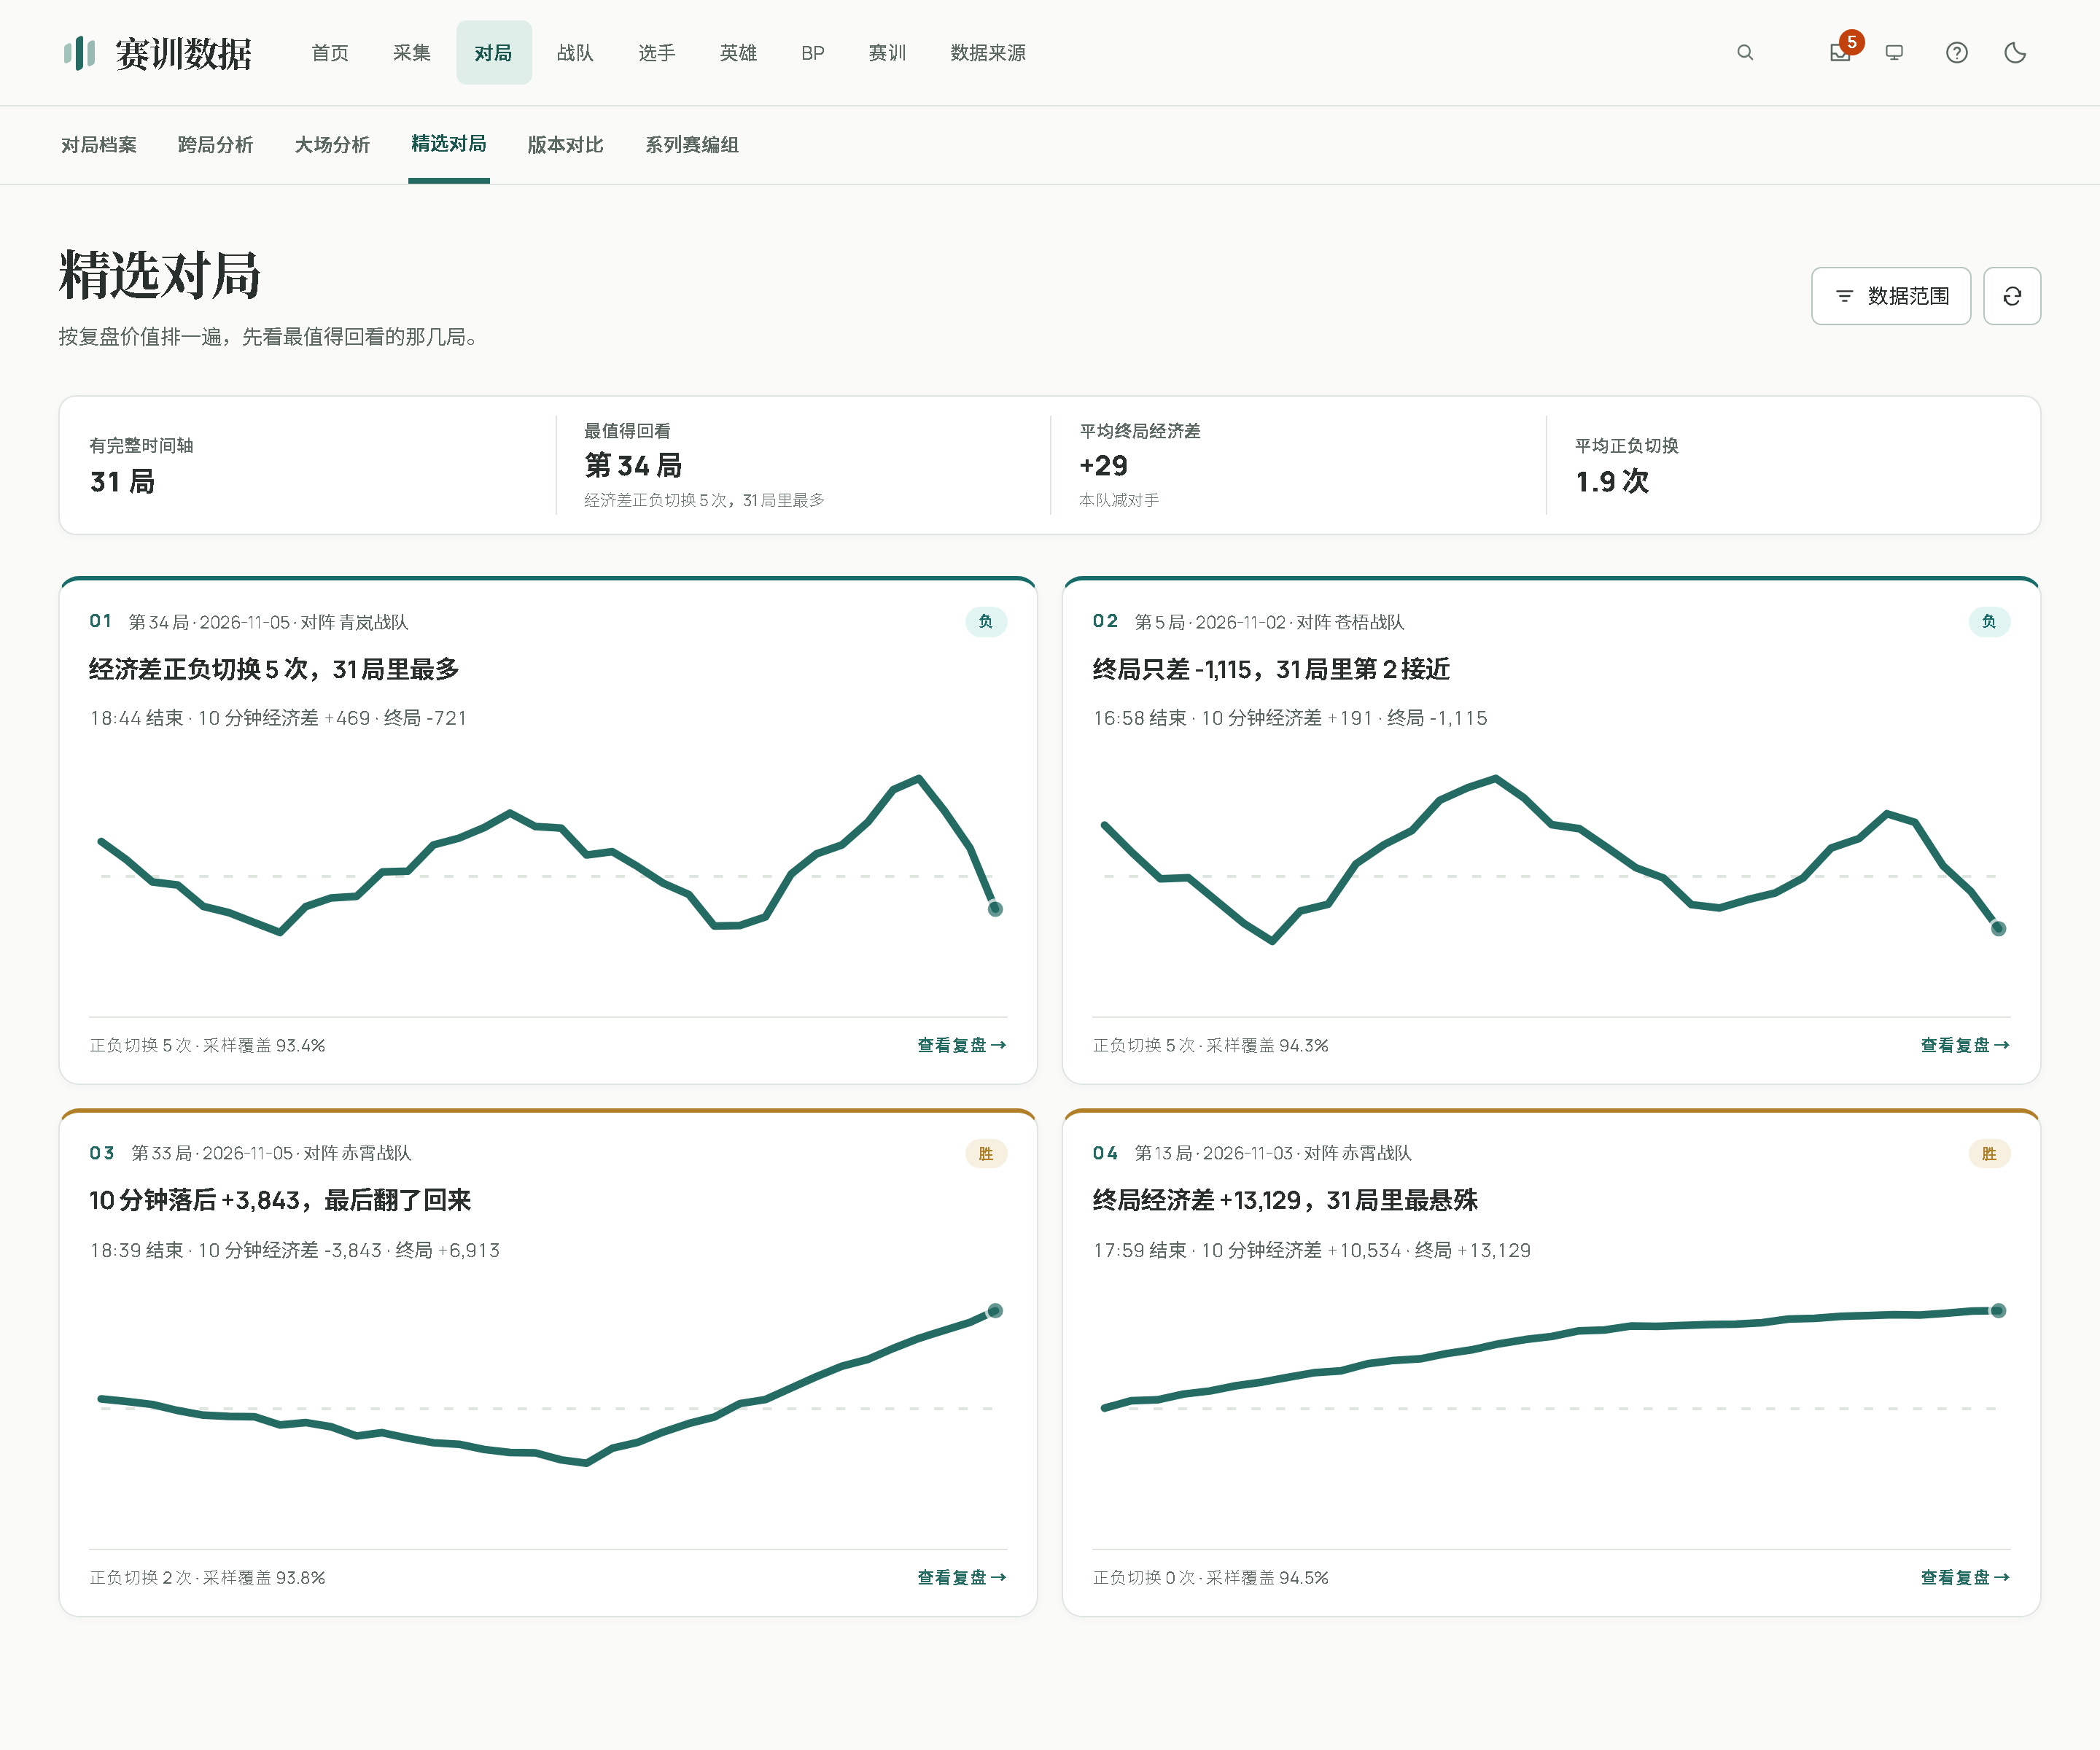 赛训数据
首页 采集 对局 战队 选手 英雄 BP 赛训 数据来源
5
对局档案 跨局分析 大场分析 精选对局 版本对比 系列赛编组
精选对局
按复盘价值排一遍，先看最值得回看的那几局。
数据范围
有完整时间轴
31 局
最值得回看
第 34 局
经济差正负切换 5 次，31 局里最多
平均终局经济差
+29
本队减对手
平均正负切换
1.9 次
01 第 34 局 · 2026-11-05 · 对阵 青岚战队
负
经济差正负切换 5 次，31 局里最多
18:44 结束 · 10 分钟经济差 +469 · 终局 -721
正负切换 5 次 · 采样覆盖 93.4%
查看复盘 →
02 第 5 局 · 2026-11-02 · 对阵 苍梧战队
负
终局只差 -1,115，31 局里第 2 接近
16:58 结束 · 10 分钟经济差 +191 · 终局 -1,115
正负切换 5 次 · 采样覆盖 94.3%
查看复盘 →
03 第 33 局 · 2026-11-05 · 对阵 赤霄战队
胜
10 分钟落后 +3,843，最后翻了回来
18:39 结束 · 10 分钟经济差 -3,843 · 终局 +6,913
正负切换 2 次 · 采样覆盖 93.8%
查看复盘 →
04 第 13 局 · 2026-11-03 · 对阵 赤霄战队
胜
终局经济差 +13,129，31 局里最悬殊
17:59 结束 · 10 分钟经济差 +10,534 · 终局 +13,129
正负切换 0 次 · 采样覆盖 94.5%
查看复盘 →